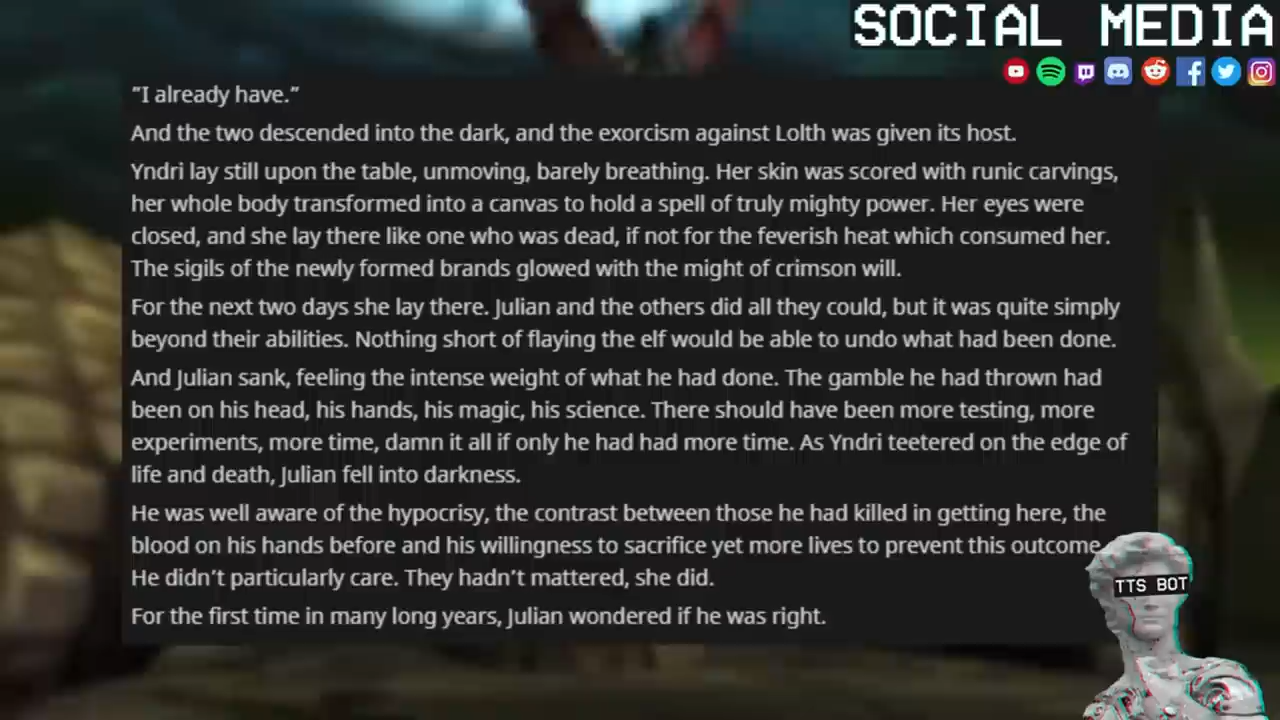 SOCIAL MEDIA
"I already have."
And the two descended into the dark, and the exorcism against Lolth was given its host.
Yndri lay still upon the table, unmoving, barely breathing. Her skin was scored with runic carvings,
her whole body transformed into a canvas to hold a spell of truly mighty power. Her eyes were
closed, and she lay there like one who was dead, if not for the feverish heat which consumed her.
The sigils of the newly formed brands glowed with the might of crimson will.
For the next two days she lay there. Julian and the others did all they could, but it was quite simply
beyond their abilities. Nothing short of flaying the elf would be able to undo what had been done.
And Julian sank, feeling the intense weight of what he had done. The gamble he had thrown had
been on his head, his hands, his magic, his science. There should have been more testing, more
experiments, more time, damn it all if only he had had more time. As Yndri teetered on the edge of
life and death, Julian fell into darkness.
He was well aware of the hypocrisy, the contrast between those he had killed in getting here, the
blood on his hands before and his willingness to sacrifice yet more lives to prevent this outcome
He didn't particularly care. They hadn't mattered, she did.
For the first time in many long years, Julian wondered if he was right.
TTS BOT